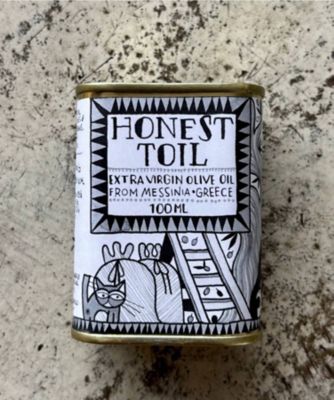 HONEST
TOIL
EXTRA VIRGIN OLIVE OIL
FROM MESSINIA • GREECE
100ML